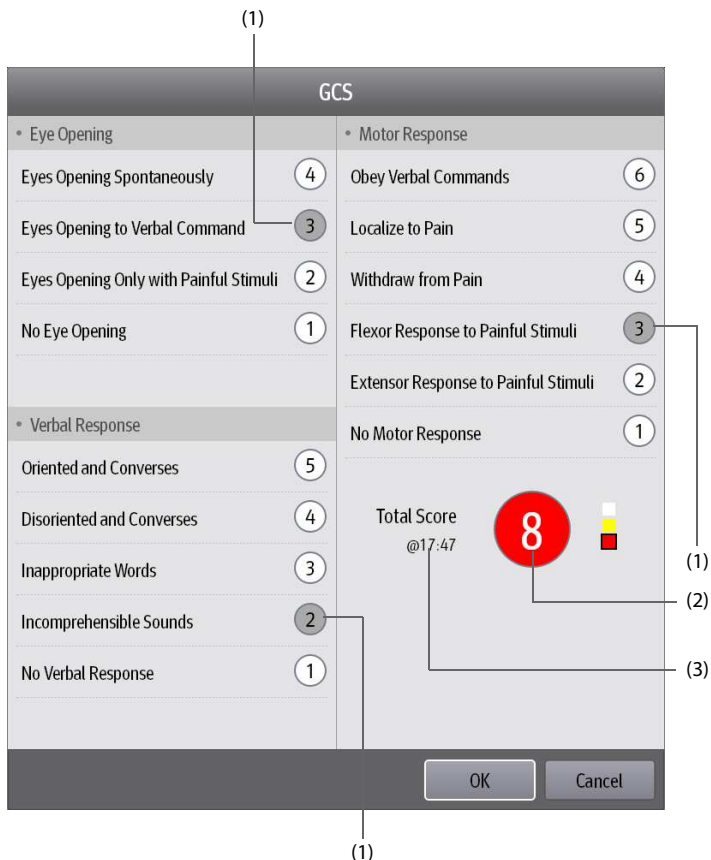 (1)
GCS
• Eye Opening
Eyes Opening Spontaneously 4
Eyes Opening to Verbal Command 3
Eyes Opening Only with Painful Stimuli 2
No Eye Opening 1
• Verbal Response
Oriented and Converses 5
Disoriented and Converses 4
Inappropriate Words 3
Incomprehensible Sounds 2
No Verbal Response 1
• Motor Response
Obey Verbal Commands 6
Localize to Pain 5
Withdraw from Pain 4
Flexor Response to Painful Stimuli 3
Extensor Response to Painful Stimuli 2
No Motor Response 1
Total Score 8
@17:47
(1)
(2)
(3)
OK Cancel
(1)